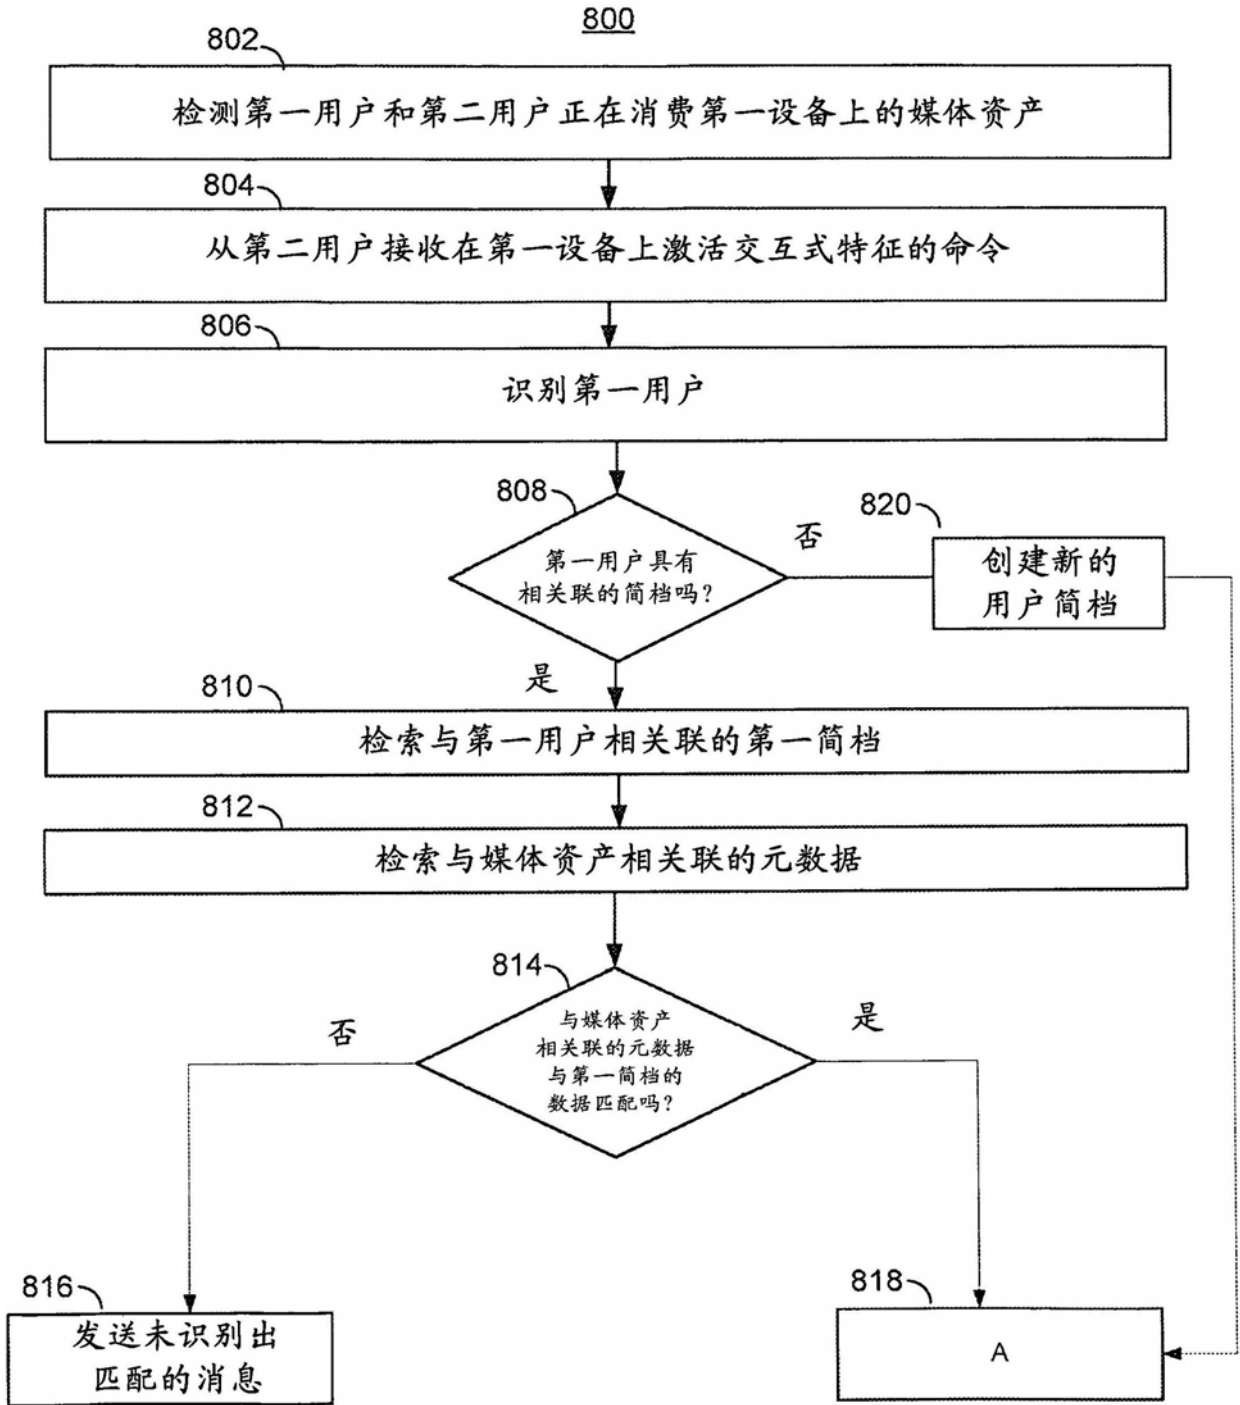 800
802
检测第一用户和第二用户正在消费第一设备上的媒体资产
804
从第二用户接收在第一设备上激活交互式特征的命令
806
识别第一用户
808
第一用户具有
相关联的简档吗?
否
820
创建新的
用户简档
是
810
检索与第一用户相关联的第一简档
812
检索与媒体资产相关联的元数据
814
与媒体资产
相关联的元数据
与第一简档的
数据匹配吗?
否
是
816
发送未识别出
匹配的消息
818
A